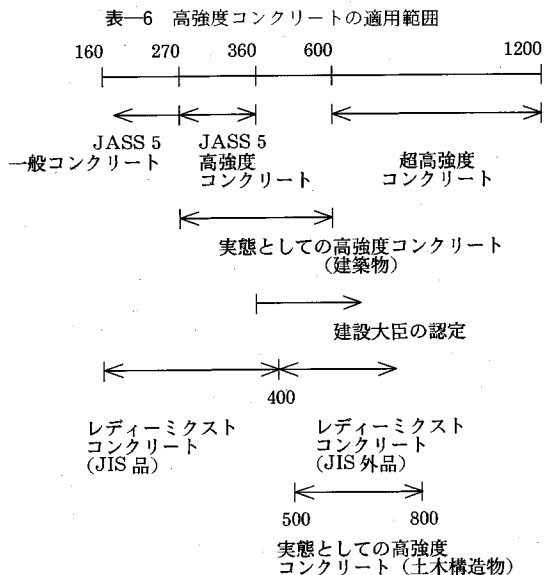 表—6 高強度コンクリートの適用範囲
160 270 360 600 1200
JASS 5
一般コンクリート
JASS 5
高強度
コンクリート
超高強度
コンクリート
実態としての高強度コンクリート
(建築物)
建設大臣の認定
400
レディーミクスト
コンクリート
(JIS品)
レディーミクスト
コンクリート
(JIS外品)
500 800
実態としての高強度
コンクリート(土木構造物)